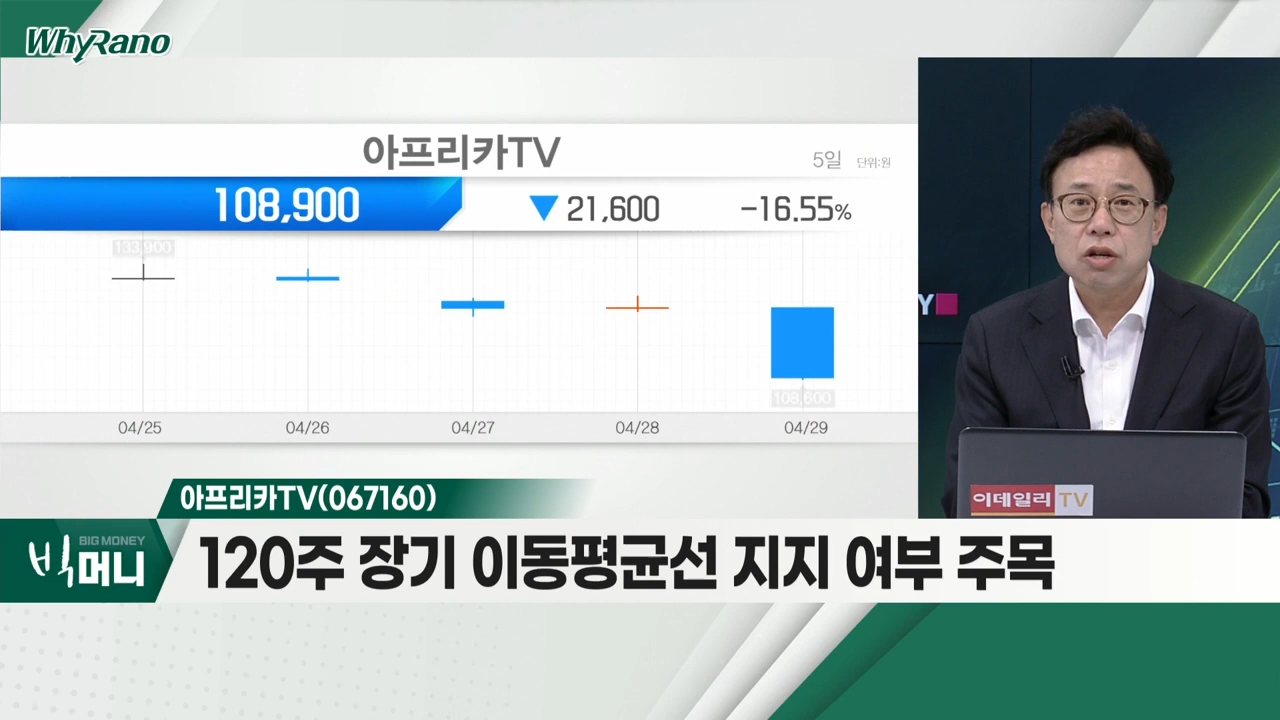 WhyRano
아프리카TV
5일 단위:원
108,900 ▼ 21,600 -16.55%
133,900
108,600
04/25 04/26 04/27 04/28 04/29
Y
이데일리 TV
아프리카TV(067160)
BIG MONEY
빅머니
120주 장기 이동평균선 지지 여부 주목